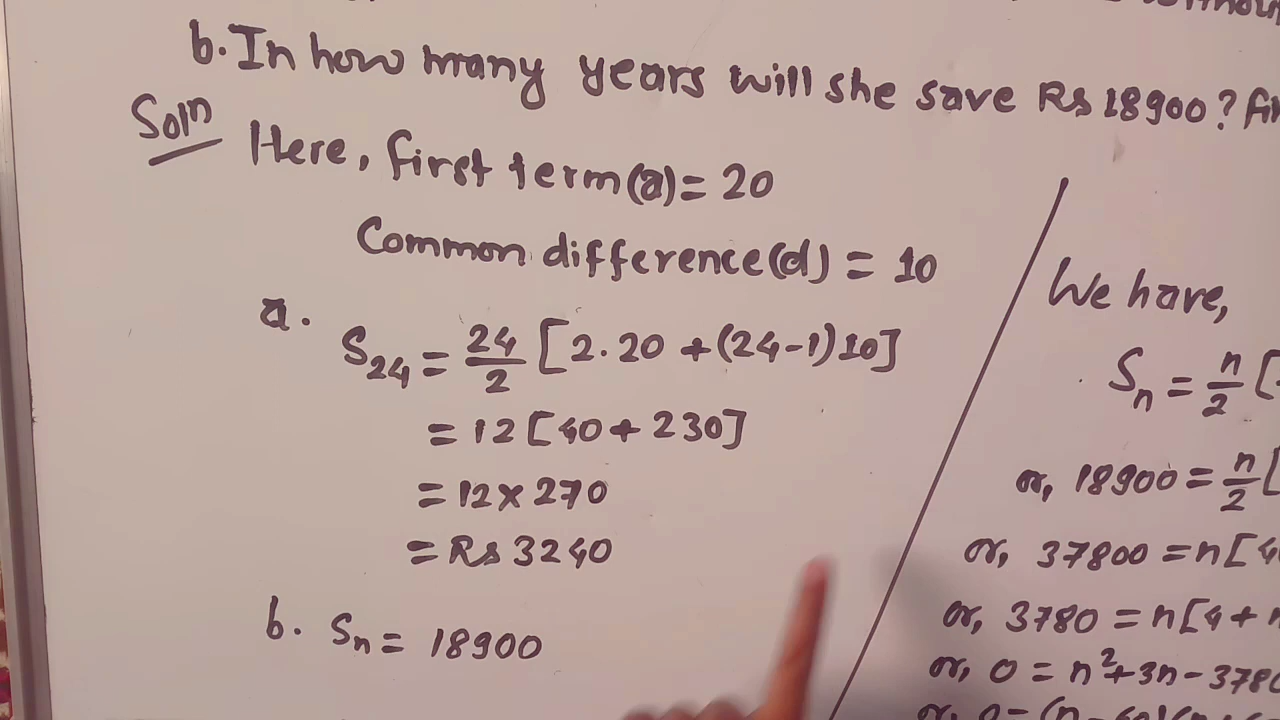 b. In how many years will she save Rs 18900?
Soln
Here, first term(a) = 20
Common difference(d) = 10
a. S24 = 24/2 [2.20 + (24-1)10]
= 12 [40 + 230]
= 12 x 270
= Rs 3240
b. Sn = 18900
We have,
Sn = n/2 [
or, 18900 = n/2 [
or, 37800 = n[4
or, 3780 = n[4 + n
or, 0 = n²+3n-3780